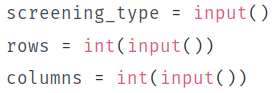 screening_type = input()
rows = int(input())
columns = int(input())